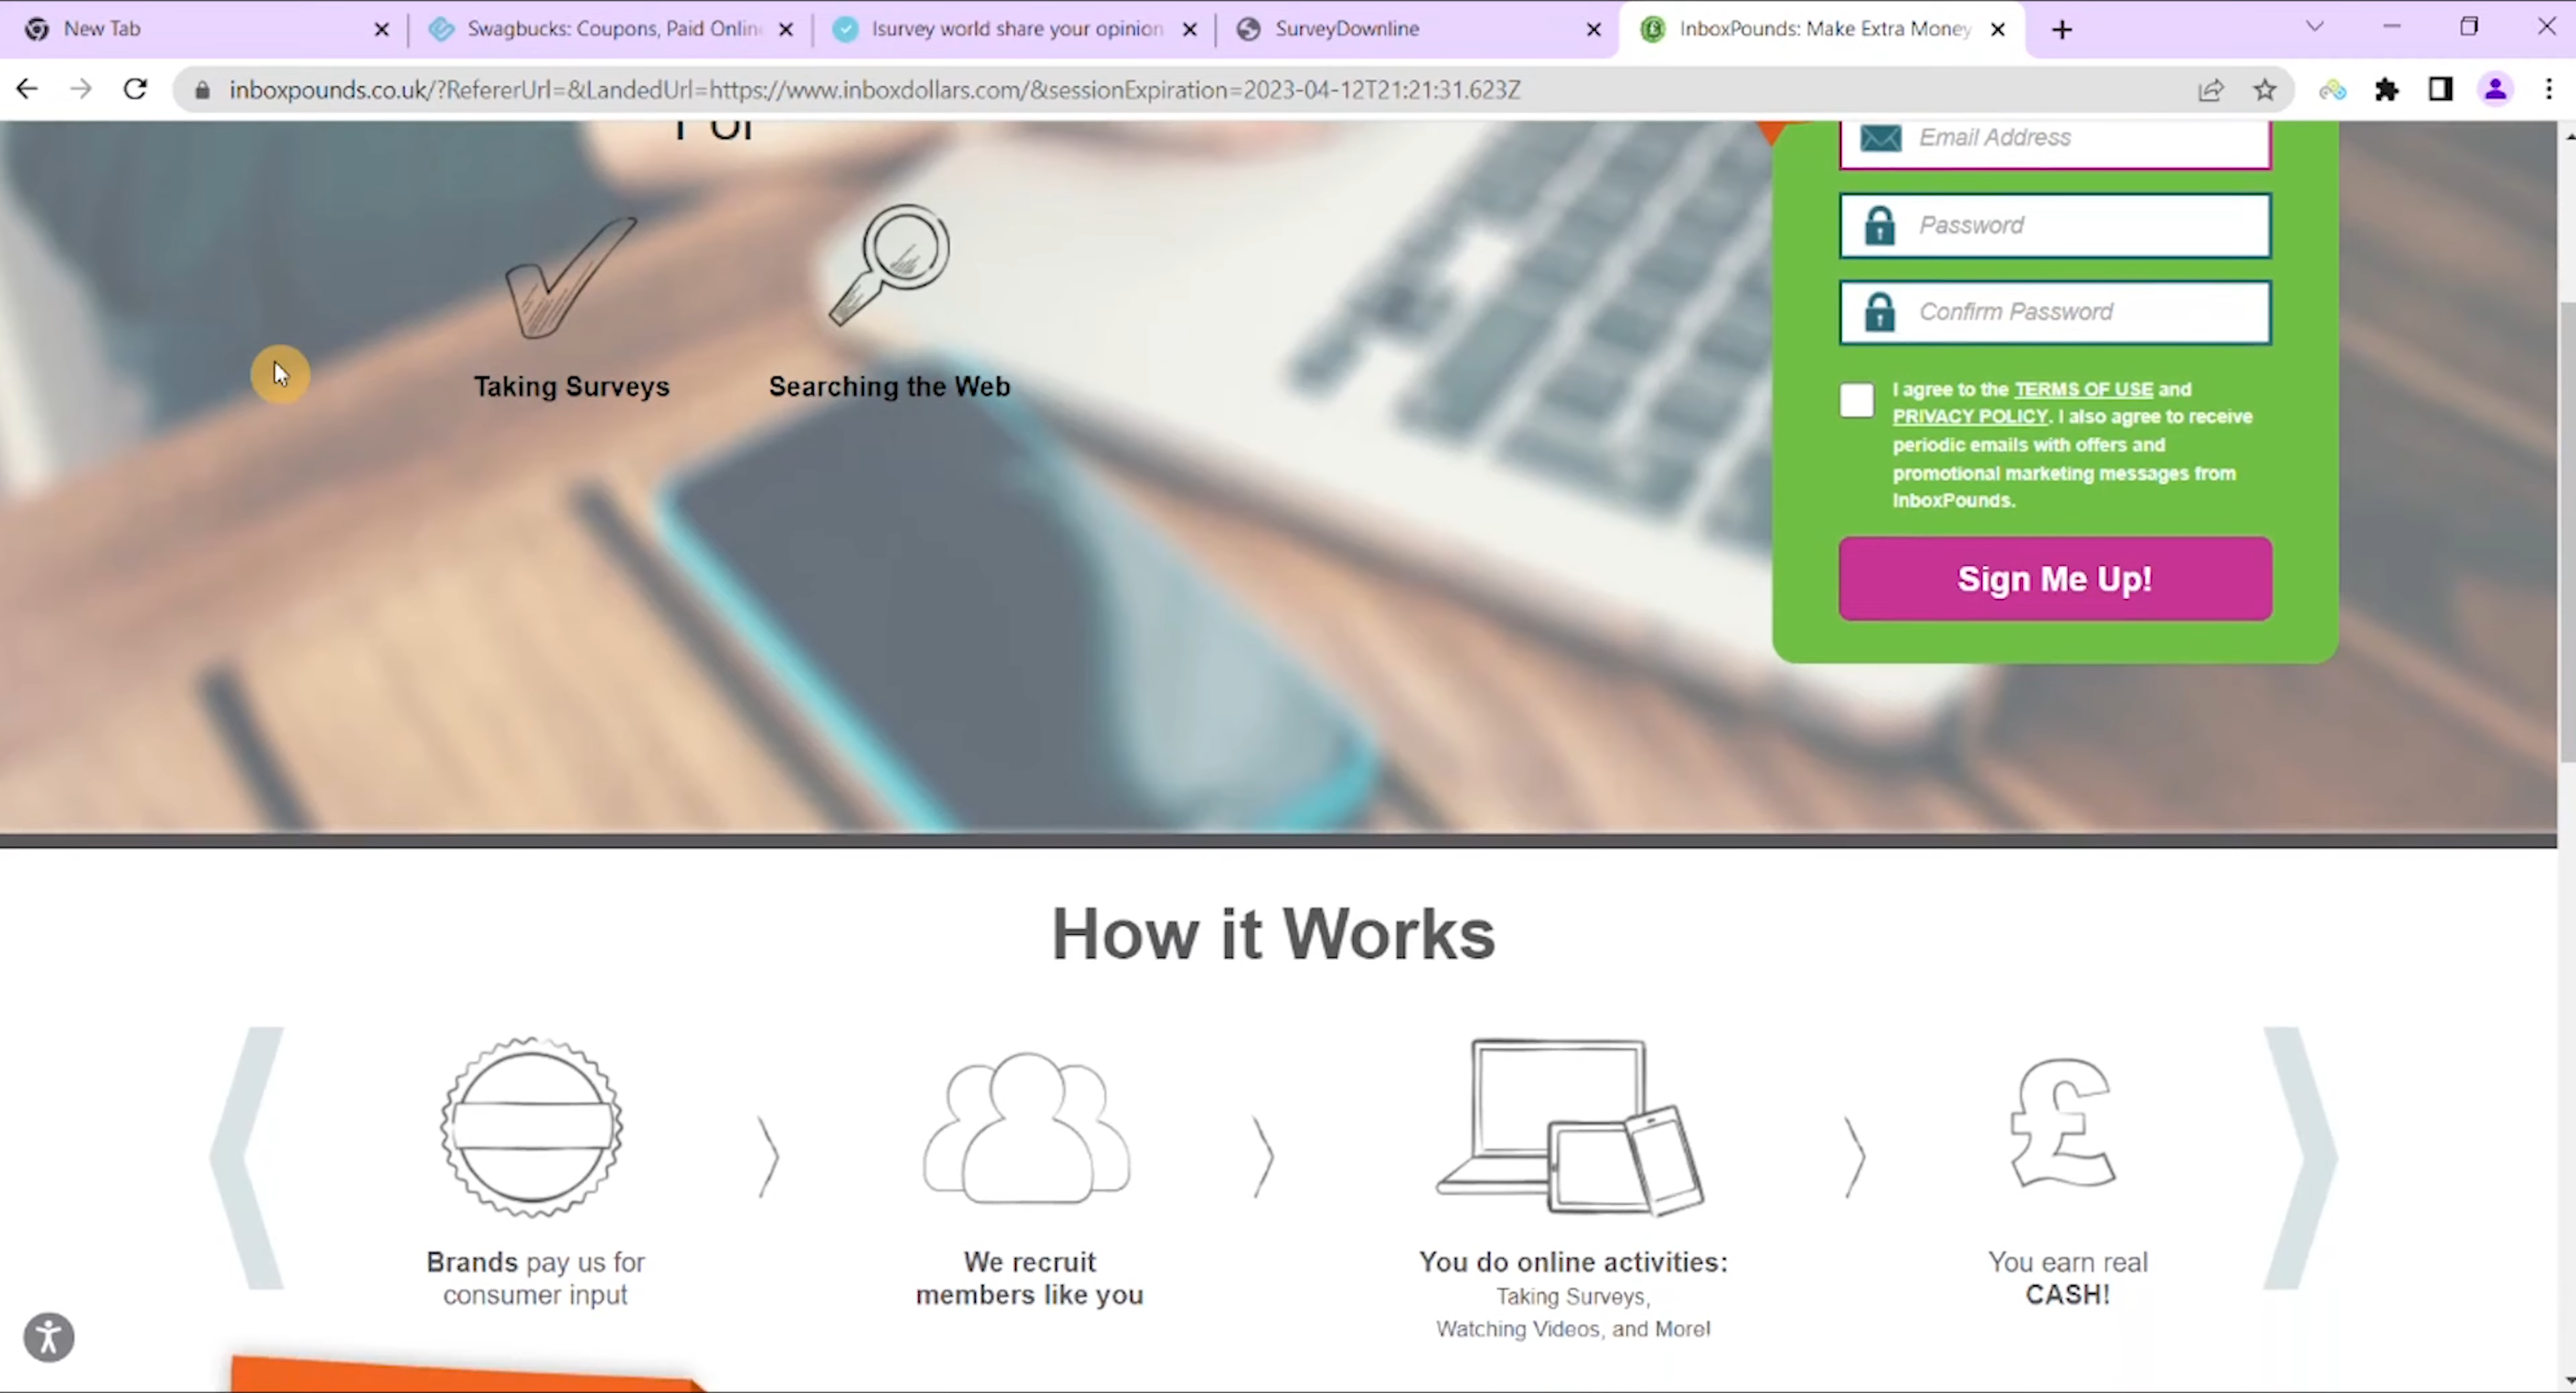 New Tab
Swagbucks: Coupons, Paid Onlin
Isurvey world share your opinion
SurveyDownline
InboxPounds: Make Extra Money
inboxpounds.co.uk/?RefererUrl=&LandedUrl=https://www.inboxdollars.com/&sessionExpiration=2023-04-12T21:21:31.623Z
Taking Surveys
Searching the Web
Email Address
Password
Confirm Password
I agree to the TERMS OF USE and
PRIVACY POLICY. I also agree to receive
periodic emails with offers and
promotional marketing messages from
InboxPounds.
Sign Me Up!
How it Works
Brands pay us for
consumer input
We recruit
members like you
You do online activities:
Taking Surveys,
Watching Videos, and More!
You earn real
CASH!